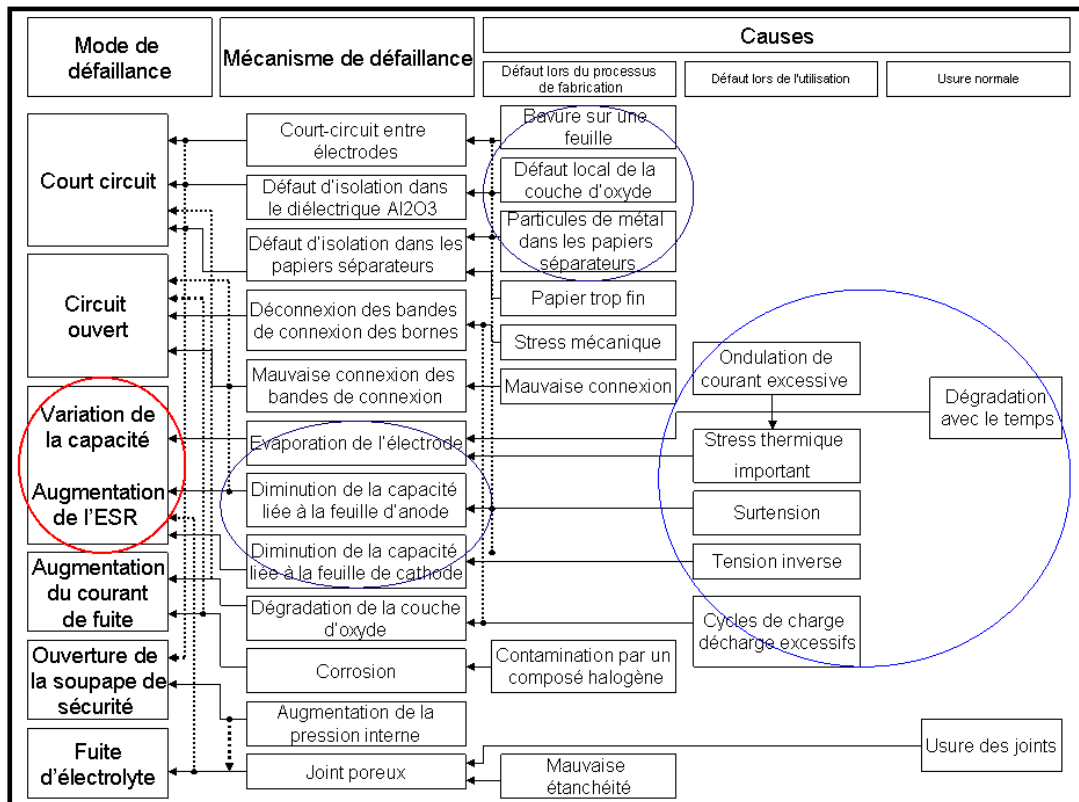 Mode de
défaillance
Mécanisme de défaillance
Causes
Défaut lors du processus
de fabrication
Défaut lors de l'utilisation
Usure normale
Court circuit
Circuit
ouvert
Variation de
la capacité
Augmentation
de l'ESR
Augmentation
du courant
de fuite
Ouverture de
la soupape de
sécurité
Fuite
d'électrolyte
Court-circuit entre
électrodes
Défaut d'isolation dans
le diélectrique Al2O3
Défaut d'isolation dans les
papiers séparateurs
Déconnexion des bandes
de connexion des bornes
Mauvaise connexion des
bandes de connexion
Evaporation de l'électrode
Diminution de la capacité
liée à la feuille d'anode
Diminution de la capacité
liée à la feuille de cathode
Dégradation de la couche
d'oxyde
Corrosion
Augmentation de la
pression interne
Joint poreux
Bavure sur une
feuille
Défaut local de la
couche d'oxyde
Particules de métal
dans les papiers
séparateurs
Papier trop fin
Stress mécanique
Mauvaise connexion
Contamination par un
composé halogène
Mauvaise
étanchéité
Ondulation de
courant excessive
Stress thermique
important
Surtension
Tension inverse
Cycles de charge
décharge excessifs
Dégradation
avec le temps
Usure des joints